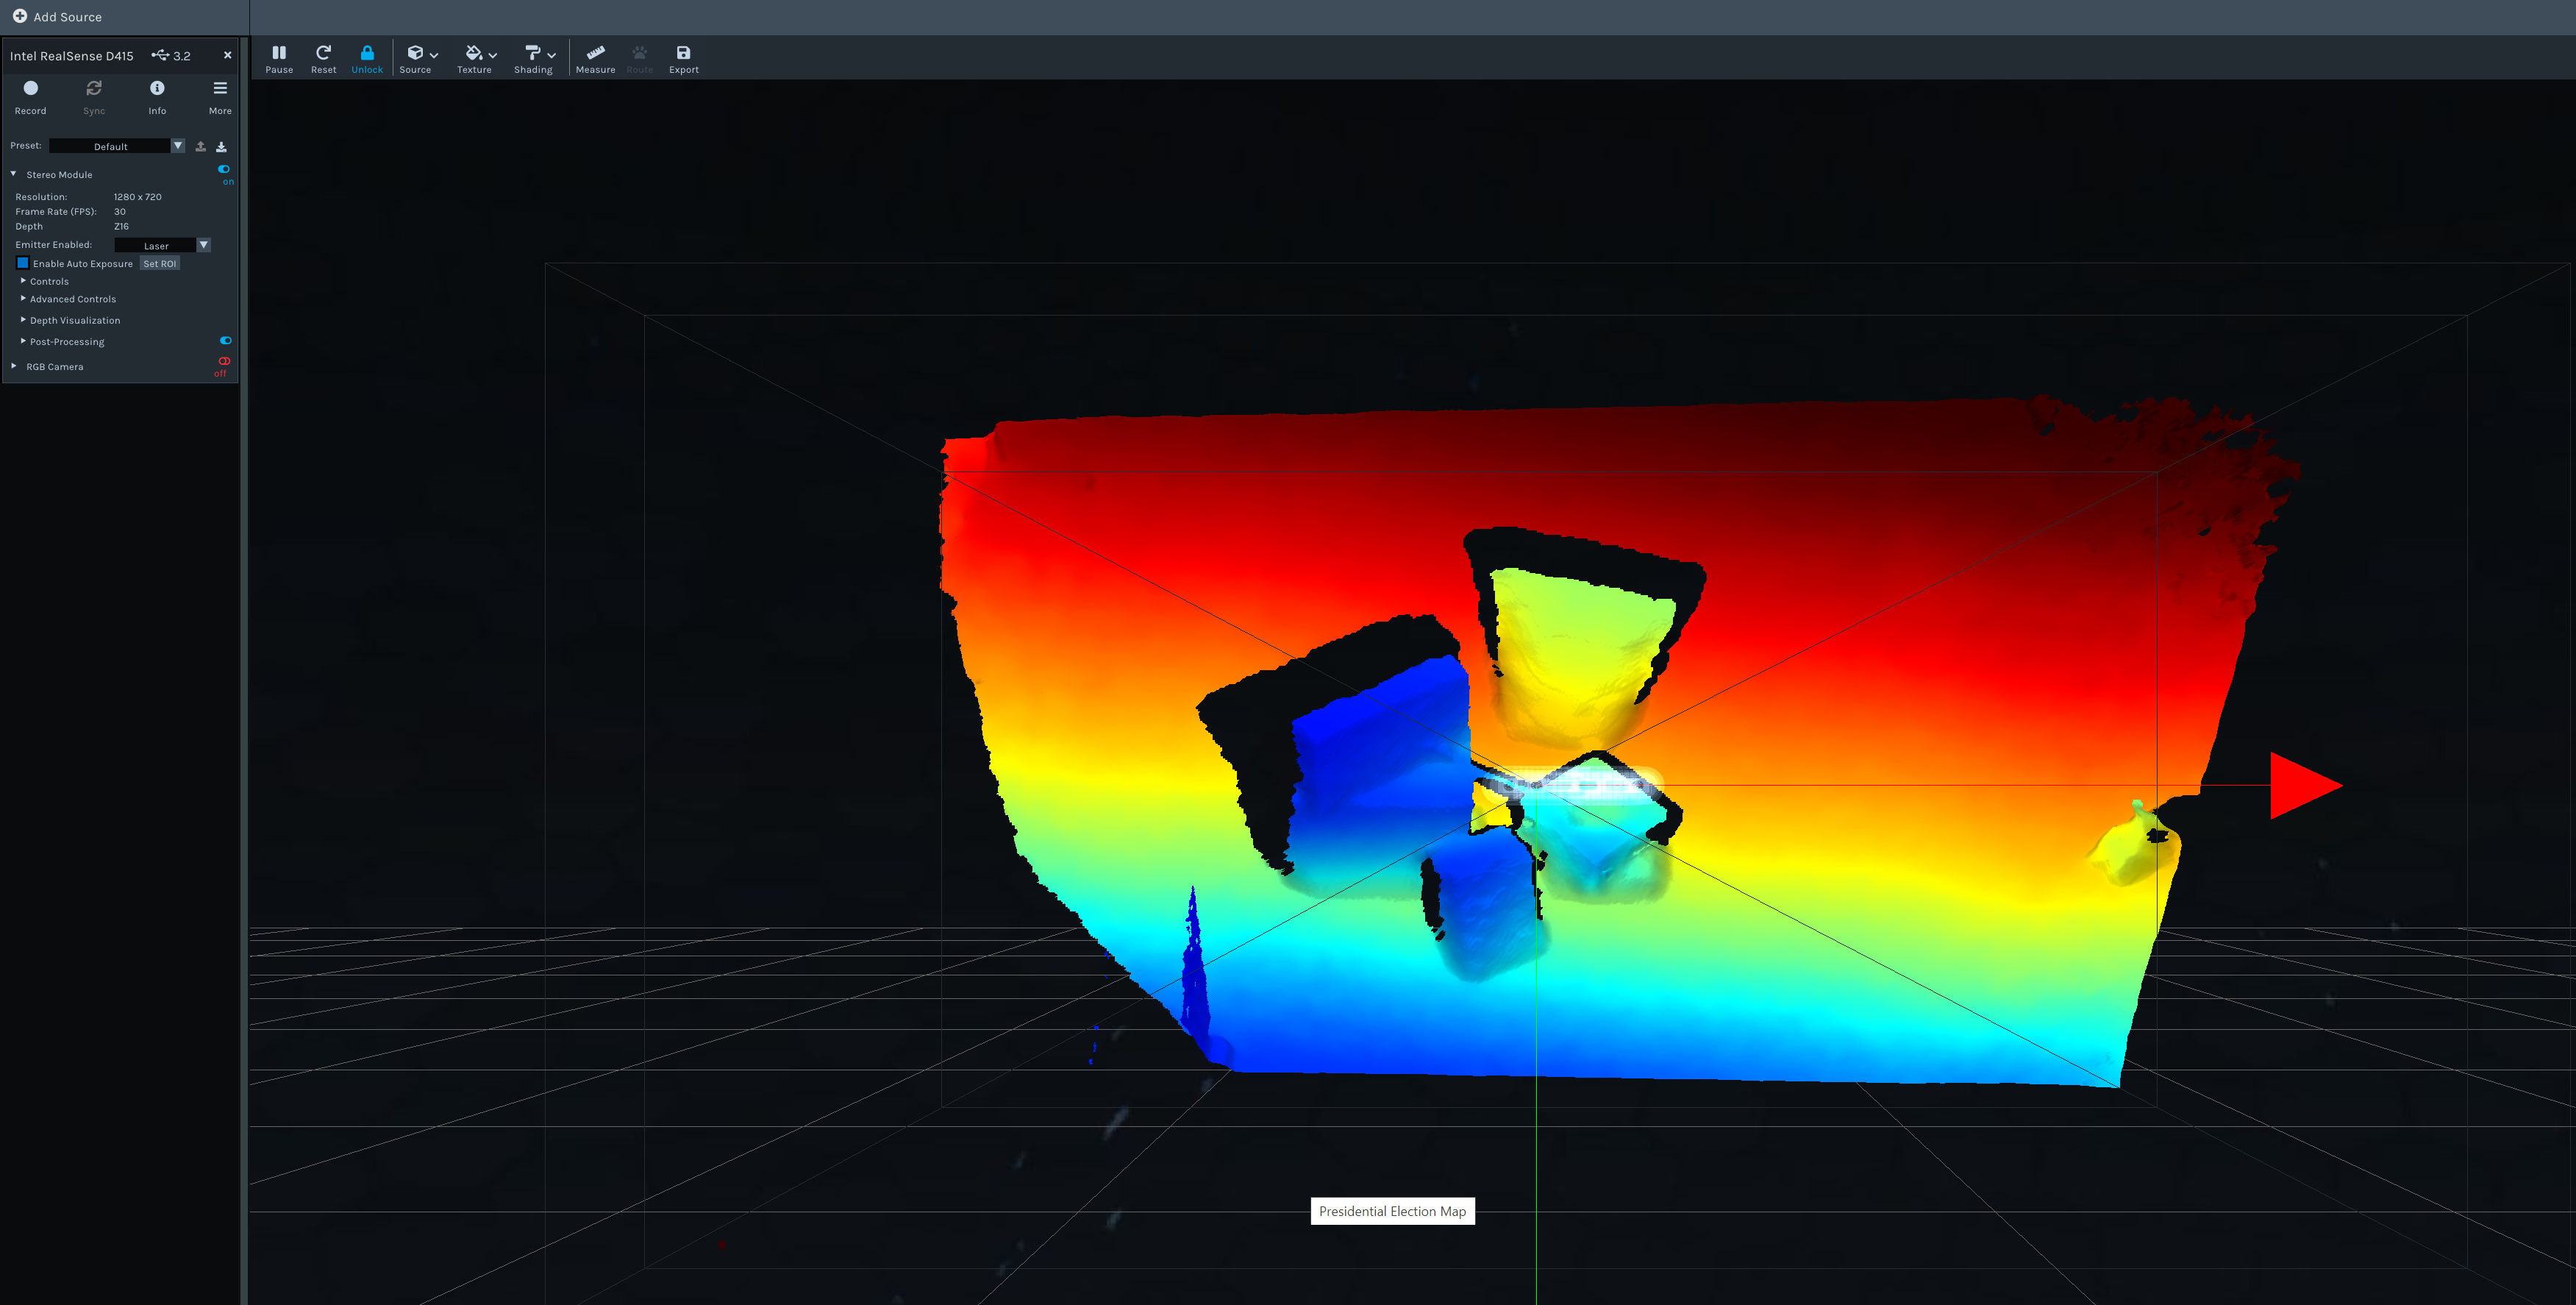 Add Source
Intel RealSense D415 3.2
Pause Reset Unlock Source Texture Shading Measure Route Export
Record Sync Info More
Preset: Default
Stereo Module
on
Resolution: 1280 x 720
Frame Rate (FPS): 30
Depth Z16
Emitter Enabled: Laser
Enable Auto Exposure Set ROI
Controls
Advanced Controls
Depth Visualization
Post-Processing
RGB Camera
off
Presidential Election Map